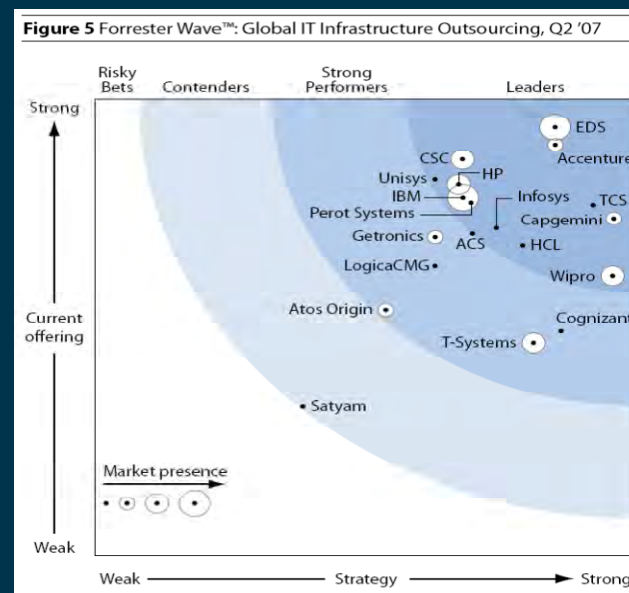 Figure 5 Forrester Wave™: Global IT Infrastructure Outsourcing, Q2 '07
Risky
Bets
Contenders
Strong
Performers
Leaders
Strong
EDS
Accenture
CSC
HP
Unisys
IBM
Infosys
TCS
Perot Systems
Capgemini
Getronics
ACS
HCL
LogicaCMG
Wipro
Atos Origin
Cognizant
Current
offering
T-Systems
Satyam
Market presence
Weak
Weak
Strategy
Strong